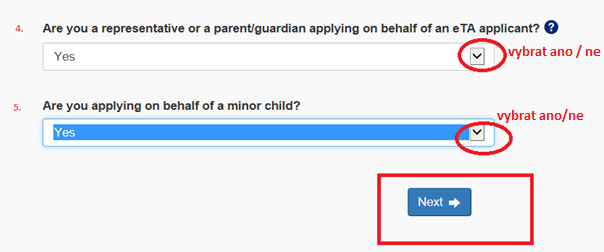 4. Are you a representative or a parent/guardian applying on behalf of an eTA applicant? ?
Yes
vybrat ano / ne
5. Are you applying on behalf of a minor child?
vybrat ano/ne
Yes
Next